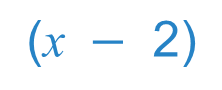 (x − 2)